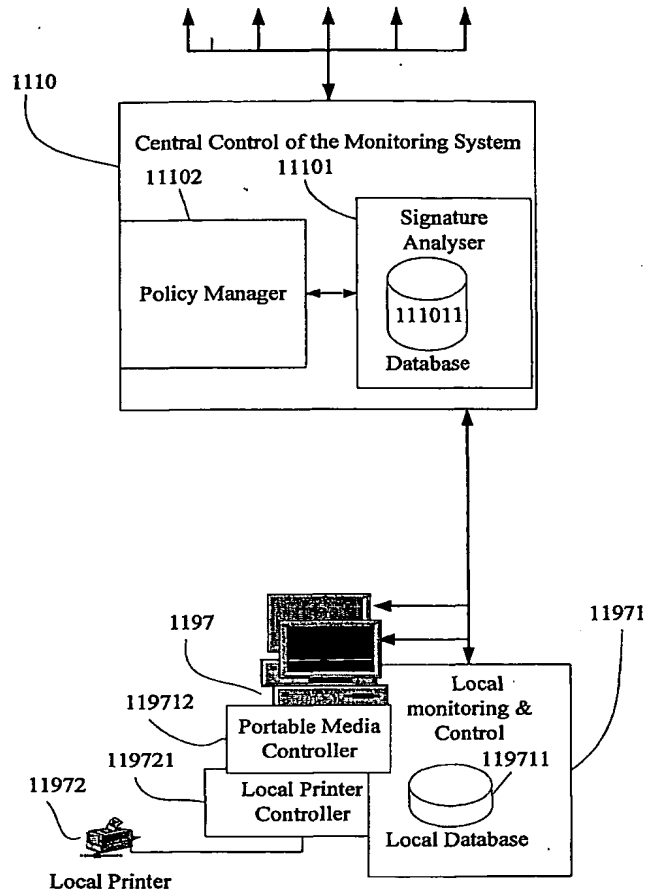 1110
Central Control of the Monitoring System
11102
11101
Signature
Analyser
Policy Manager
111011
Database
1197
11971
119712
Local
monitoring &
Control
Portable Media
Controller
119721
119711
11972
Local Printer
Controller
Local Database
Local Printer